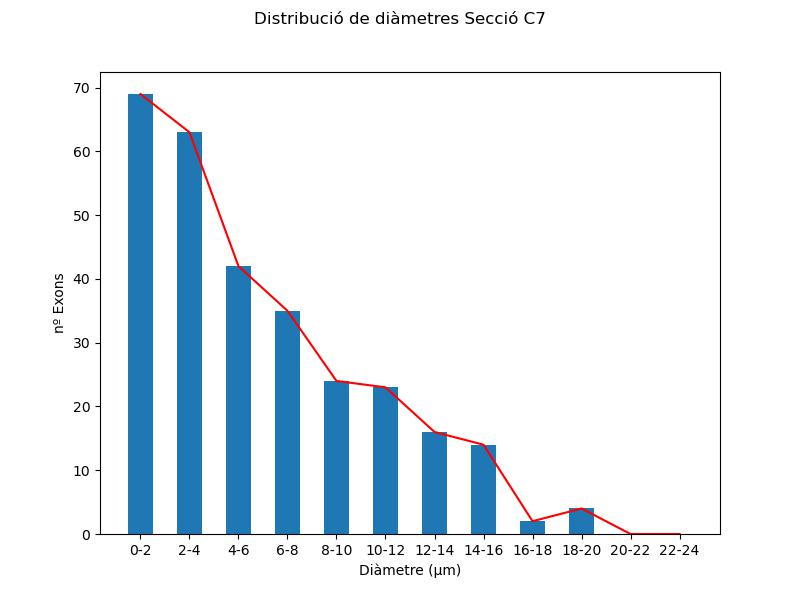 Distribució de diàmetres Secció C7
70
60
50
40
30
20
10
0
nº Exons
0-2 2-4 4-6 6-8 8-10 10-12 12-14 14-16 16-18 18-20 20-22 22-24
Diàmetre (μm)